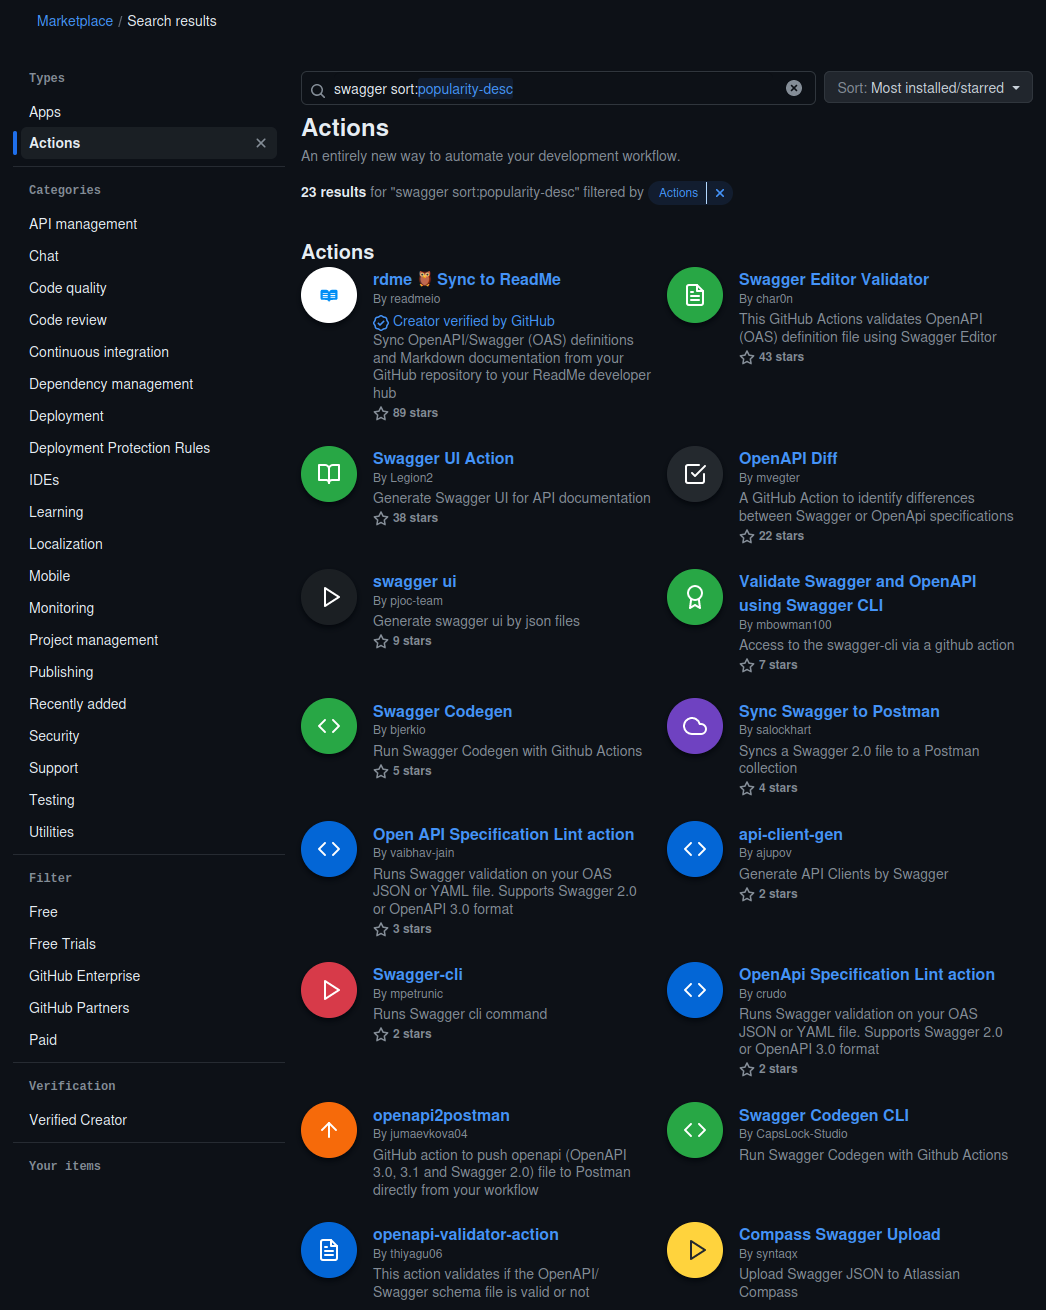 Marketplace / Search results
Types
Apps
Actions
Categories
API management
Chat
Code quality
Code review
Continuous integration
Dependency management
Deployment
Deployment Protection Rules
IDEs
Learning
Localization
Mobile
Monitoring
Project management
Publishing
Recently added
Security
Support
Testing
Utilities
Filter
Free
Free Trials
GitHub Enterprise
GitHub Partners
Paid
Verification
Verified Creator
Your items
swagger sort:popularity-desc
Sort: Most installed/starred
Actions
An entirely new way to automate your development workflow.
23 results for "swagger sort:popularity-desc" filtered by Actions
Actions
rdme 🦉 Sync to ReadMe
By readmeio
Creator verified by GitHub
Sync OpenAPI/Swagger (OAS) definitions
and Markdown documentation from your
GitHub repository to your ReadMe developer
hub
89 stars
Swagger Editor Validator
By char0n
This GitHub Actions validates OpenAPI
(OAS) definition file using Swagger Editor
43 stars
Swagger UI Action
By Legion2
Generate Swagger UI for API documentation
38 stars
OpenAPI Diff
By mvegter
A GitHub Action to identify differences
between Swagger or OpenApi specifications
22 stars
swagger ui
By pjoc-team
Generate swagger ui by json files
9 stars
Validate Swagger and OpenAPI
using Swagger CLI
By mbowman100
Access to the swagger-cli via a github action
7 stars
Swagger Codegen
By bjerkio
Run Swagger Codegen with Github Actions
5 stars
Sync Swagger to Postman
By salockhart
Syncs a Swagger 2.0 file to a Postman
collection
4 stars
Open API Specification Lint action
By vaibhav-jain
Runs Swagger validation on your OAS
JSON or YAML file. Supports Swagger 2.0
or OpenAPI 3.0 format
3 stars
api-client-gen
By ajupov
Generate API Clients by Swagger
2 stars
Swagger-cli
By mpetrunic
Runs Swagger cli command
2 stars
OpenApi Specification Lint action
By crudo
Runs Swagger validation on your OAS
JSON or YAML file. Supports Swagger 2.0
or OpenAPI 3.0 format
2 stars
openapi2postman
By jumaevkova04
GitHub action to push openapi (OpenAPI
3.0, 3.1 and Swagger 2.0) file to Postman
directly from your workflow
Swagger Codegen CLI
By CapsLock-Studio
Run Swagger Codegen with Github Actions
openapi-validator-action
By thiyagu06
This action validates if the OpenAPI/
Swagger schema file is valid or not
Compass Swagger Upload
By syntaqx
Upload Swagger JSON to Atlassian
Compass